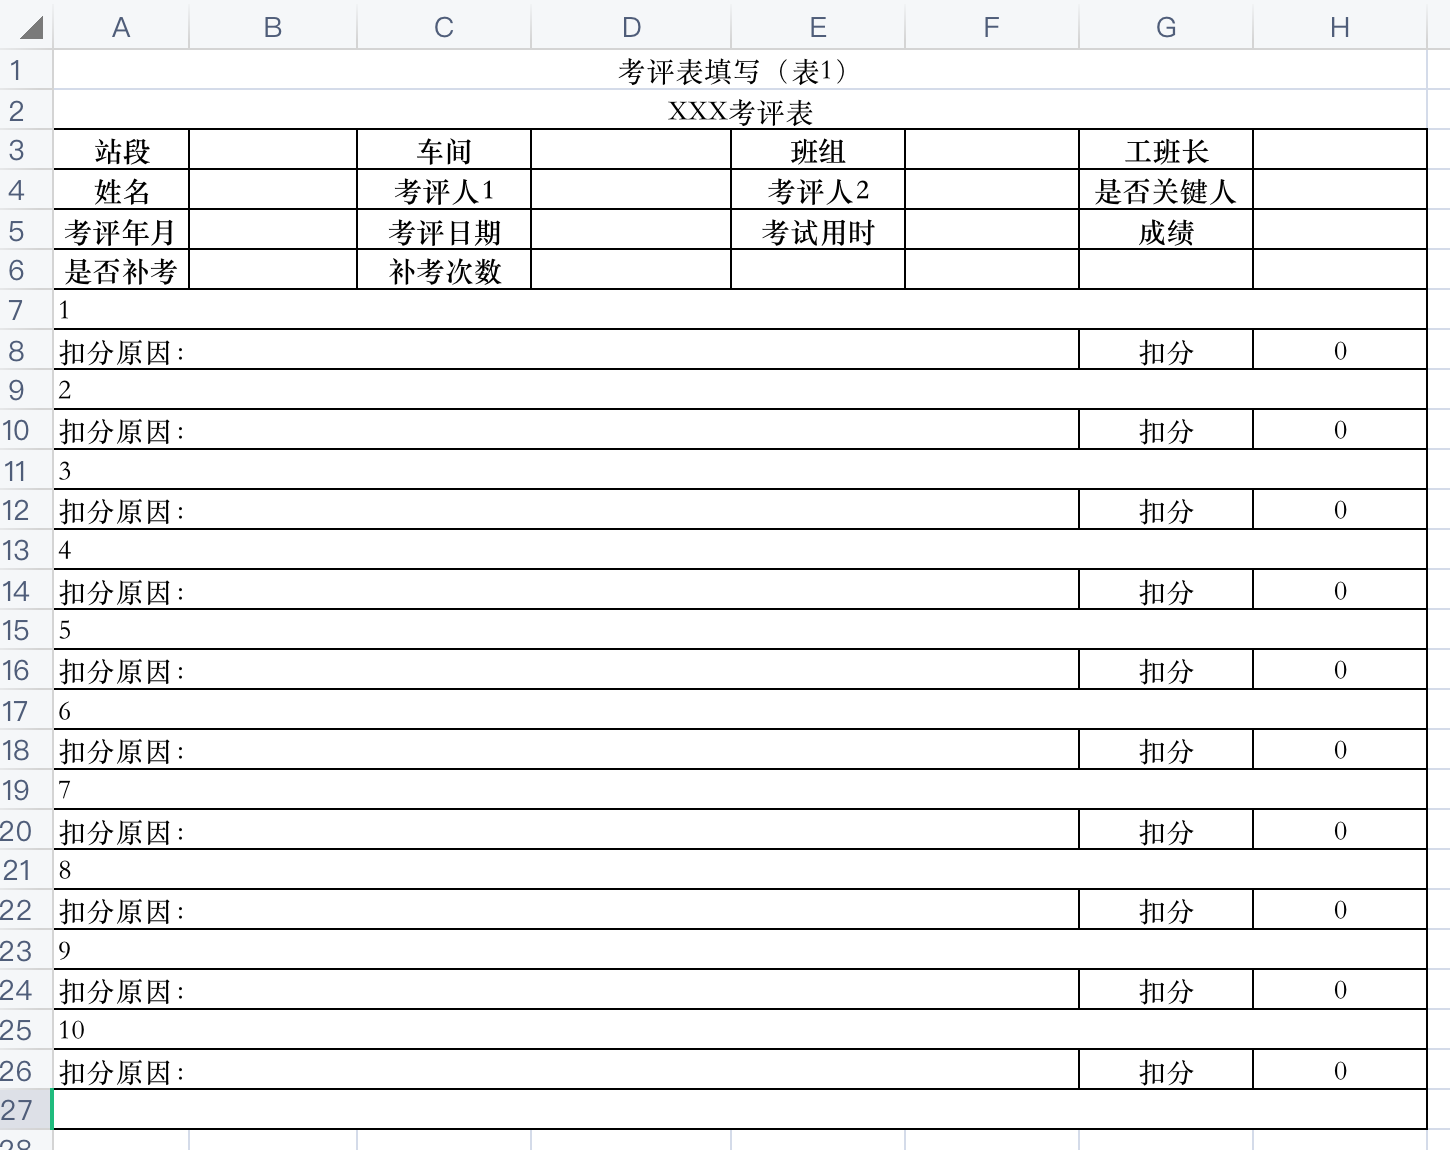 A B C D E F G H
1 考评表填写（表1）
2 XXX考评表
3 站段 车间 班组 工班长
4 姓名 考评人1 考评人2 是否关键人
5 考评年月 考评日期 考试用时 成绩
6 是否补考 补考次数
7 1
8 扣分原因： 扣分 0
9 2
10 扣分原因： 扣分 0
11 3
12 扣分原因： 扣分 0
13 4
14 扣分原因： 扣分 0
15 5
16 扣分原因： 扣分 0
17 6
18 扣分原因： 扣分 0
19 7
20 扣分原因： 扣分 0
21 8
22 扣分原因： 扣分 0
23 9
24 扣分原因： 扣分 0
25 10
26 扣分原因： 扣分 0
27
28